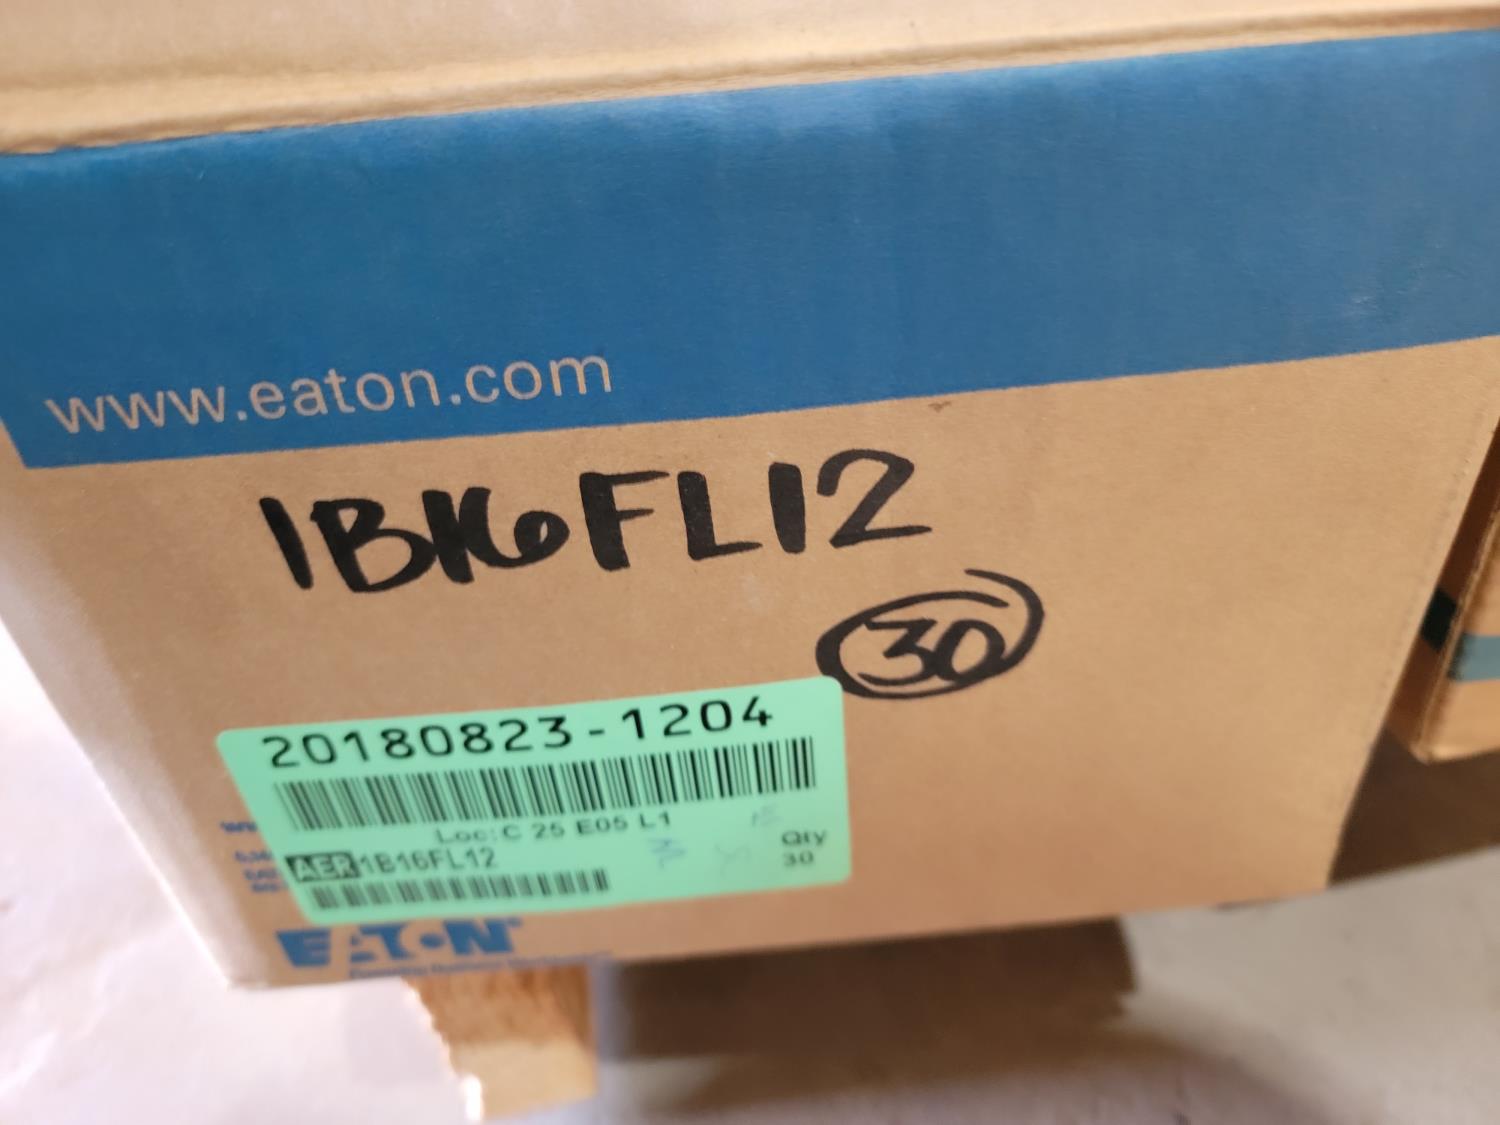 www.eaton.com
1B16FL12
30
20180823-1204
Loc: C 25 E05 L1
AER 1B16FL12
Qty
30
EATON